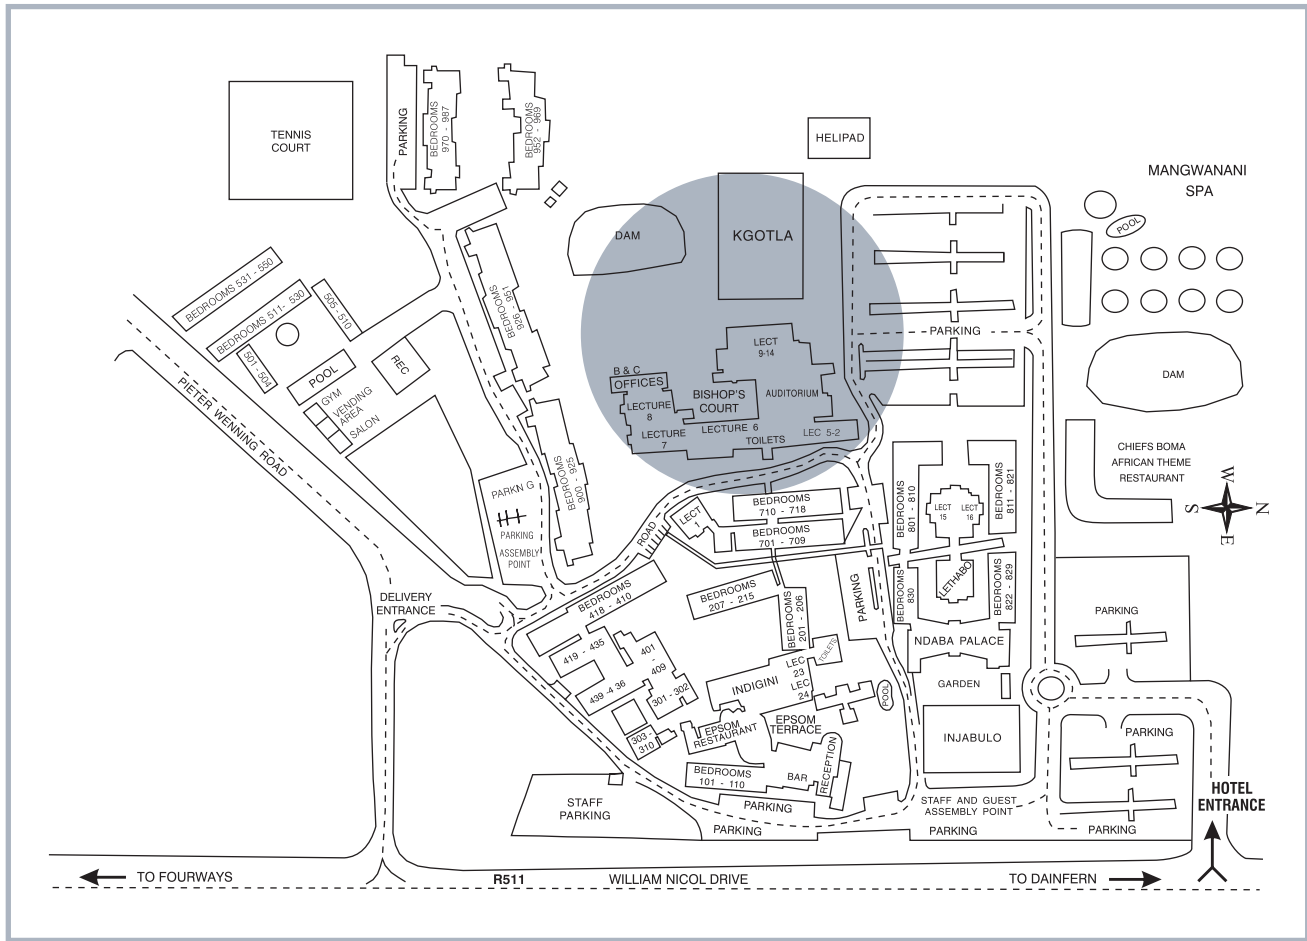 TENNIS
COURT
PARKING
BEDROOMS
970 - 987
BEDROOMS
952 - 969
HELIPAD
MANGWANANI
SPA
POOL
DAM
KGOTLA
BEDROOMS 531 - 550
BEDROOMS 511- 530
505 - 510
501 - 504
BEDROOMS
926 - 951
PARKING
LECT
9-14
DAM
POOL
REC
GYM
VENDING
AREA
SALON
B & C
OFFICES
LECTURE
8
BISHOP'S
COURT
AUDITORIUM
LECTURE
7
LECTURE 6
TOILETS
LEC 5-2
PIETER WENNING ROAD
CHIEFS BOMA
AFRICAN THEME
RESTAURANT
W
S
N
E
BEDROOMS
900 - 925
PARKN G
PARKING
ASSEMBLY
POINT
BEDROOMS
710 - 718
BEDROOMS
701 - 709
LECT
1
ROAD
BEDROOMS
801 - 810
LECT
15
LECT
16
BEDROOMS
811 - 821
LETHABO
BEDROOMS
830
BEDROOMS
822 - 829
DELIVERY
ENTRANCE
BEDROOMS
418 - 410
BEDROOMS
207 - 215
BEDROOMS
201 - 206
PARKING
PARKING
NDABA PALACE
419 - 435
401
-
409
439 -4 36
301 - 302
303 -
310
INDIGINI
LEC
23
LEC
24
TOILETS
POOL
GARDEN
EPSOM
RESTAURANT
EPSOM
TERRACE
INJABULO
PARKING
BEDROOMS
101 - 110
BAR
RECEPTION
HOTEL
ENTRANCE
STAFF
PARKING
PARKING
STAFF AND GUEST
ASSEMBLY POINT
PARKING
PARKING
PARKING
TO FOURWAYS
R511
WILLIAM NICOL DRIVE
TO DAINFERN